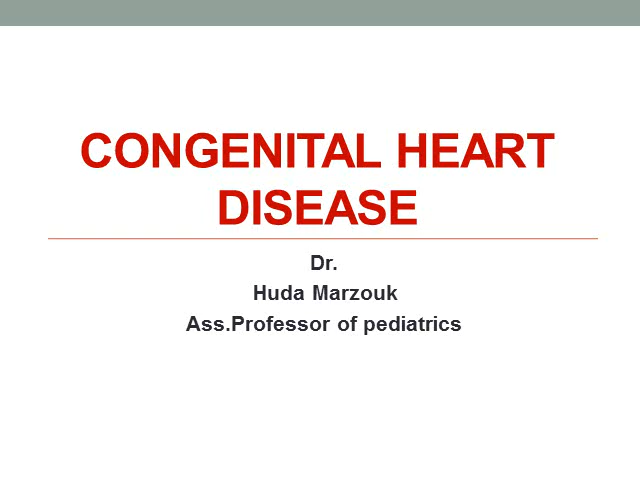 CONGENITAL HEART
DISEASE
Dr.
Huda Marzouk
Ass.Professor of pediatrics